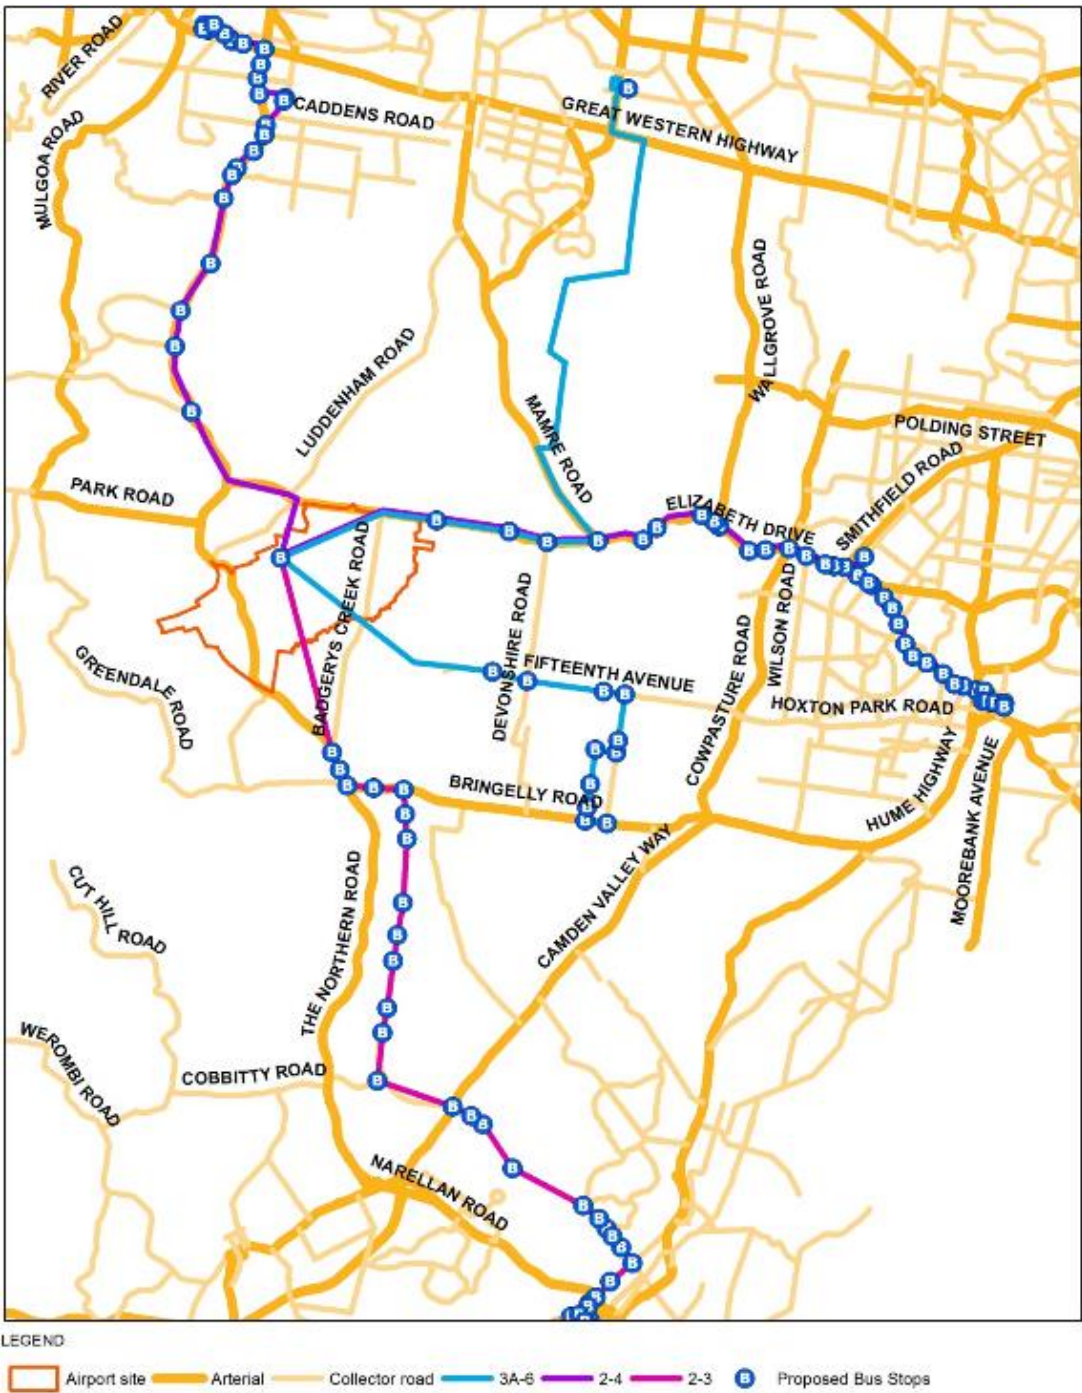 RIVER ROAD
CADDENS ROAD
GREAT WESTERN HIGHWAY
MULGOA ROAD
WALLGROVE ROAD
LUDDENHAM ROAD
MAMRE ROAD
POLDING STREET
SMITHFIELD ROAD
PARK ROAD
ELIZABETH DRIVE
BADGERYS CREEK ROAD
DEVONSHIRE ROAD
WILSON ROAD
COWPASTURE ROAD
GREENDALE ROAD
FIFTEENTH AVENUE
HOXTON PARK ROAD
BRINGELLY ROAD
HUME HIGHWAY
MOOREBANK AVENUE
CAMDEN VALLEY WAY
CUT HILL ROAD
THE NORTHERN ROAD
WEROMBI ROAD
COBBITTY ROAD
NARELLAN ROAD
LEGEND
Airport site Arterial Collector road 3A-6 2-4 2-3 B Proposed Bus Stops